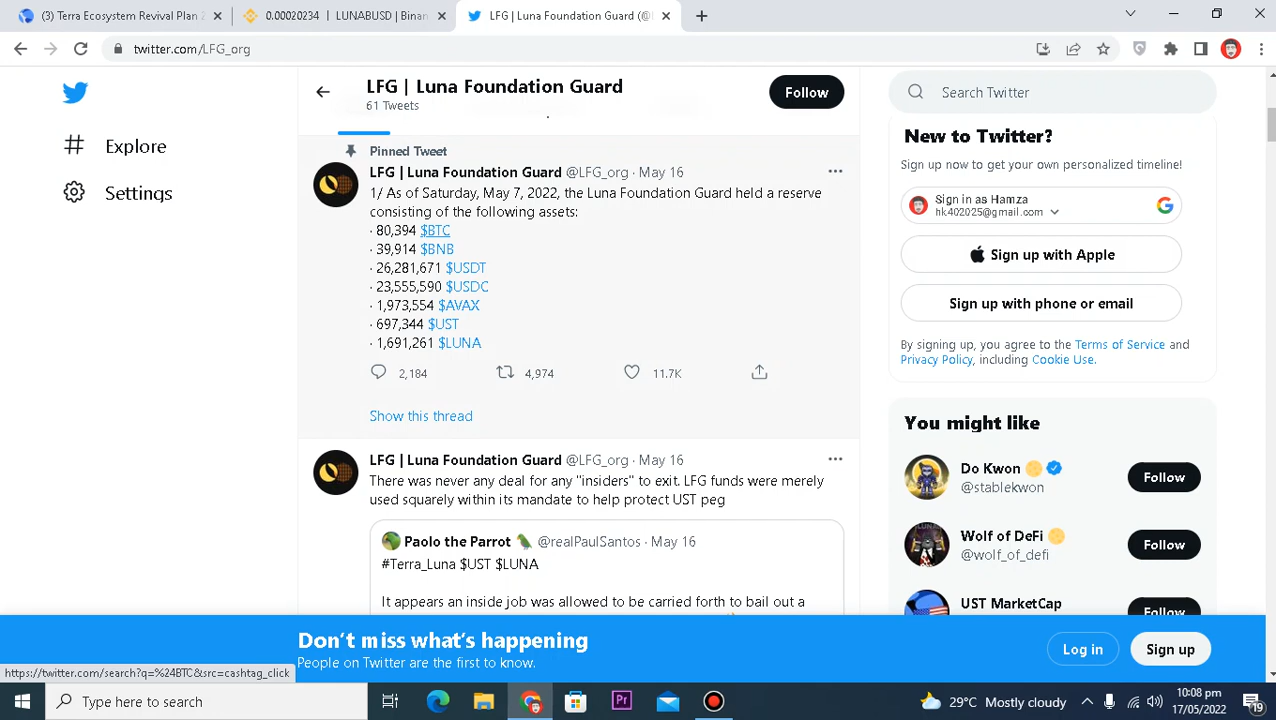 (3) Terra Ecosystem Revival Plan 2
0.00020234 | LUNABUSD | Binan
LFG | Luna Foundation Guard (@
twitter.com/LFG_org
LFG | Luna Foundation Guard
61 Tweets
Follow
Search Twitter
Explore
Settings
Pinned Tweet
LFG | Luna Foundation Guard @LFG_org · May 16
1/ As of Saturday, May 7, 2022, the Luna Foundation Guard held a reserve
consisting of the following assets:
· 80,394 $BTC
· 39,914 $BNB
· 26,281,671 $USDT
· 23,555,590 $USDC
· 1,973,554 $AVAX
· 697,344 $UST
· 1,691,261 $LUNA
2,184 4,974 11.7K
Show this thread
LFG | Luna Foundation Guard @LFG_org · May 16
There was never any deal for any "insiders" to exit. LFG funds were merely
used squarely within its mandate to help protect UST peg
Paolo the Parrot @realPaulSantos · May 16
#Terra_Luna $UST $LUNA
It appears an inside job was allowed to be carried forth to bail out a
New to Twitter?
Sign up now to get your own personalized timeline!
Sign in as Hamza
hk402025@gmail.com
Sign up with Apple
Sign up with phone or email
By signing up, you agree to the Terms of Service and
Privacy Policy, including Cookie Use.
You might like
Do Kwon
@stablekwon
Follow
Wolf of DeFi
@wolf_of_defi
Follow
UST MarketCap
Follow
Don't miss what's happening
People on Twitter are the first to know.
Log in
Sign up
https://twitter.com/search?q=%24BTC&src=cashtag_click
Type here to search
Pr
29°C Mostly cloudy
10:08 pm
17/05/2022
19